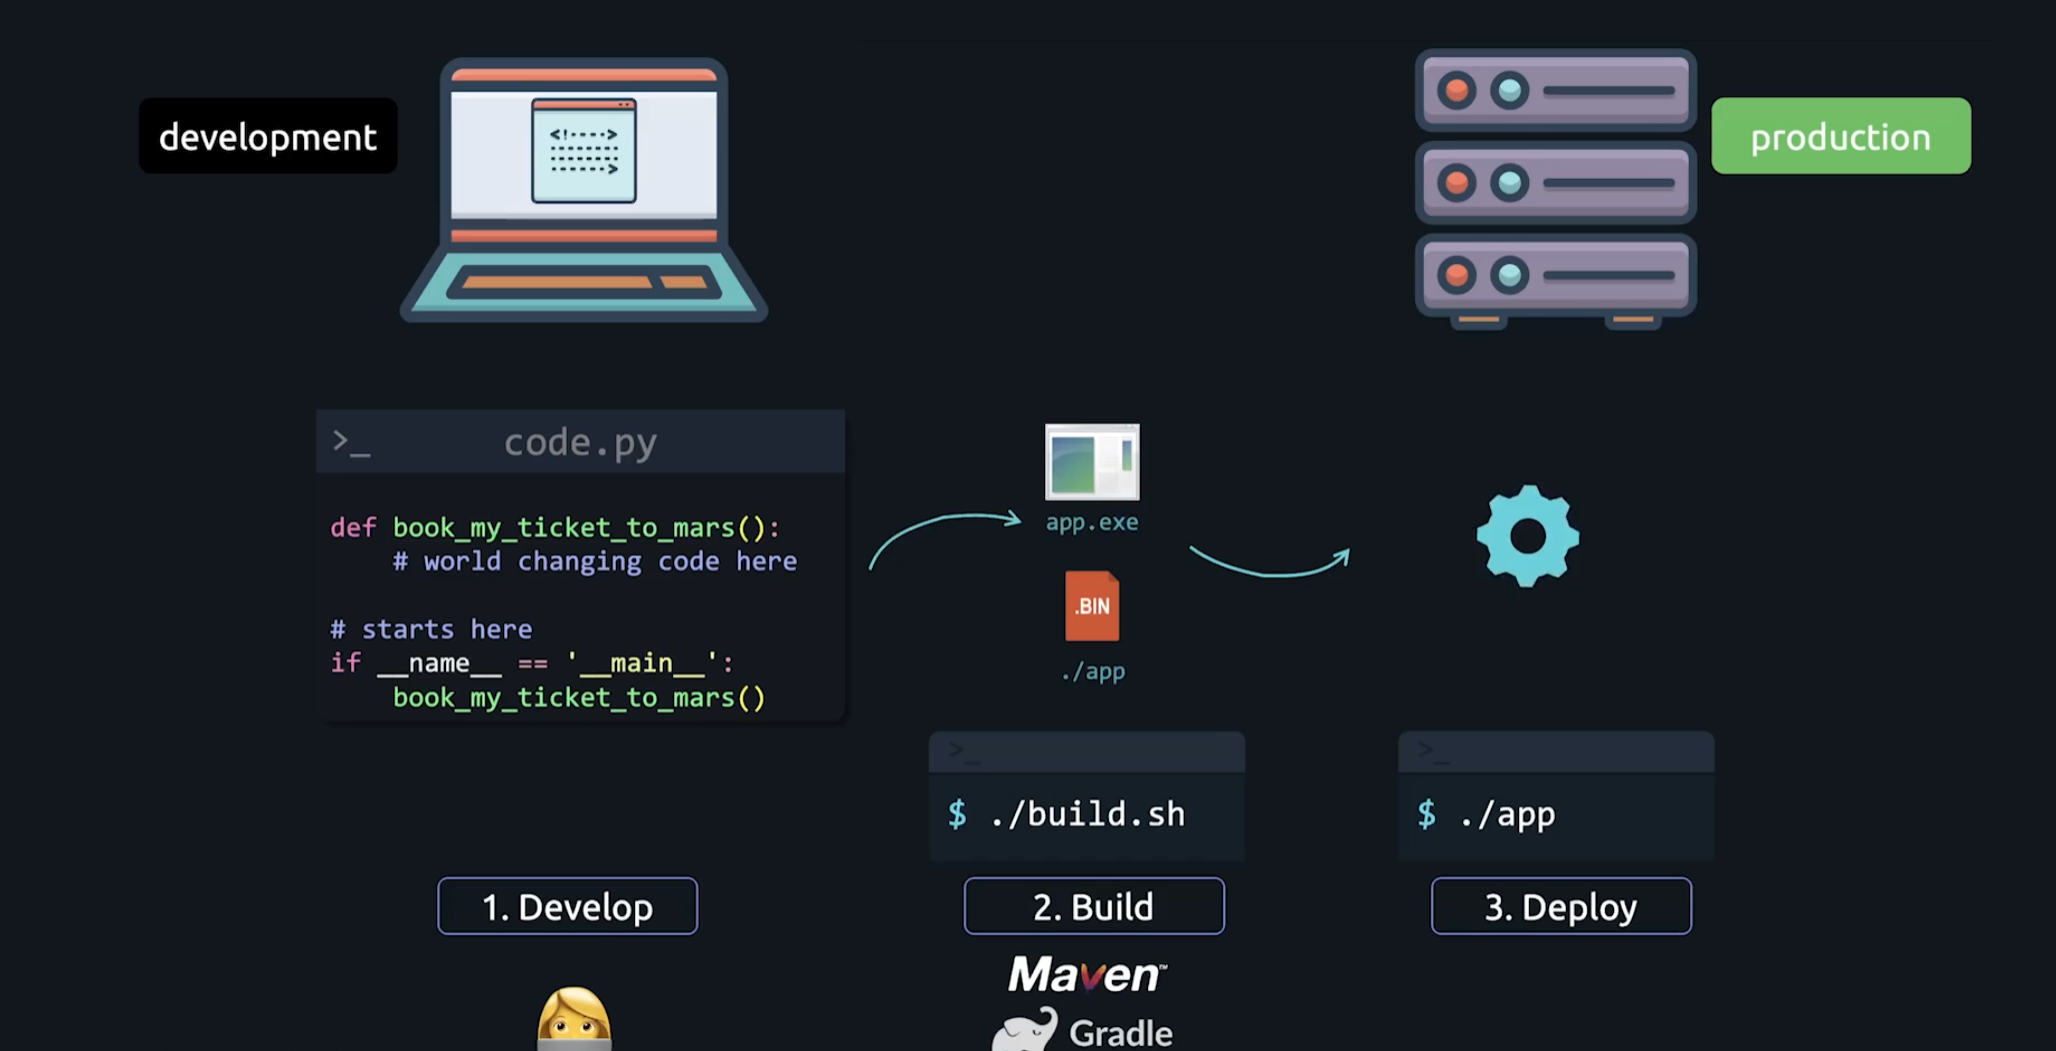 development
<!---->
production
>_ code.py
def book_my_ticket_to_mars():
# world changing code here
# starts here
if __name__ == '__main__':
book_my_ticket_to_mars()
app.exe
.BIN
./app
>_
$ ./build.sh
>_
$ ./app
1. Develop
2. Build
3. Deploy
Maven™
Gradle